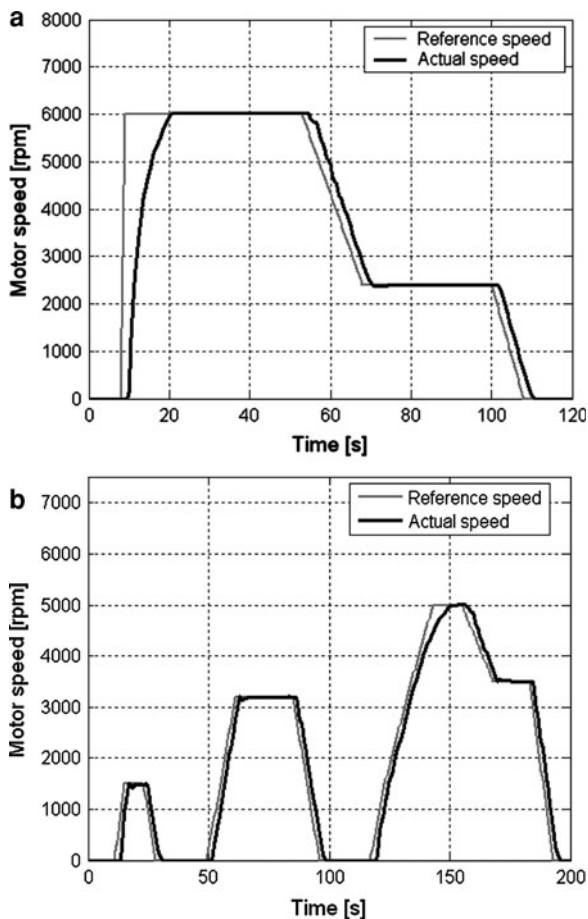 a
8000
7000
6000
5000
4000
3000
2000
1000
0
Motor speed [rpm]
Reference speed
Actual speed
0 20 40 60 80 100 120
Time [s]
b
7000
6000
5000
4000
3000
2000
1000
0
Motor speed [rpm]
Reference speed
Actual speed
0 50 100 150 200
Time [s]